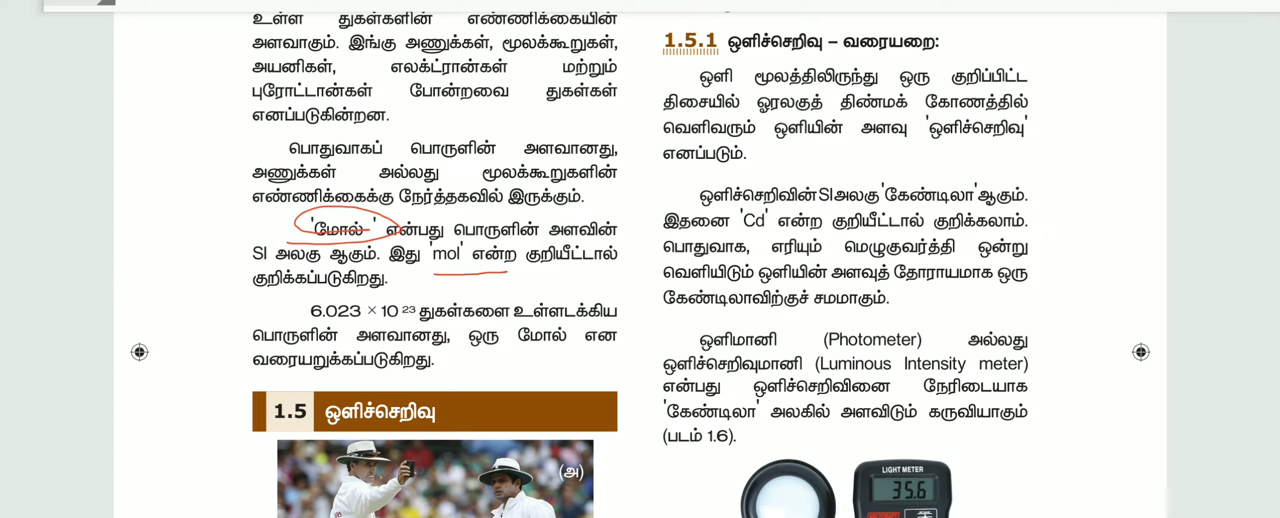 உள்ள துகள்களின் எண்ணிக்கையின்
அளவாகும். இங்கு அணுக்கள், மூலக்கூறுகள்,
அயனிகள், எலக்ட்ரான்கள் மற்றும்
புரோட்டான்கள் போன்றவை துகள்கள்
எனப்படுகின்றன.
பொதுவாகப் பொருளின் அளவானது,
அணுக்கள் அல்லது மூலக்கூறுகளின்
எண்ணிக்கைக்கு நேர்த்தகவில் இருக்கும்.
'மோல் ' என்பது பொருளின் அளவின்
SI அலகு ஆகும். இது 'mol' என்ற குறியீட்டால்
குறிக்கப்படுகிறது.
6.023 × 10 ²³ துகள்களை உள்ளடக்கிய
பொருளின் அளவானது, ஒரு மோல் என
வரையறுக்கப்படுகிறது.
1.5 ஒளிச்செறிவு
(அ)
1.5.1 ஒளிச்செறிவு – வரையறை:
ஒளி மூலத்திலிருந்து ஒரு குறிப்பிட்ட
திசையில் ஓரலகுத் திண்மக் கோணத்தில்
வெளிவரும் ஒளியின் அளவு 'ஒளிச்செறிவு'
எனப்படும்.
ஒளிச்செறிவின் SI அலகு 'கேண்டிலா' ஆகும்.
இதனை 'Cd' என்ற குறியீட்டால் குறிக்கலாம்.
பொதுவாக, எரியும் மெழுகுவர்த்தி ஒன்று
வெளியிடும் ஒளியின் அளவுத் தோராயமாக ஒரு
கேண்டிலாவிற்குச் சமமாகும்.
ஒளிமானி (Photometer) அல்லது
ஒளிச்செறிவுமானி (Luminous Intensity meter)
என்பது ஒளிச்செறிவினை நேரிடையாக
'கேண்டிலா' அலகில் அளவிடும் கருவியாகும்
(படம் 1.6).
LIGHT METER
35.6